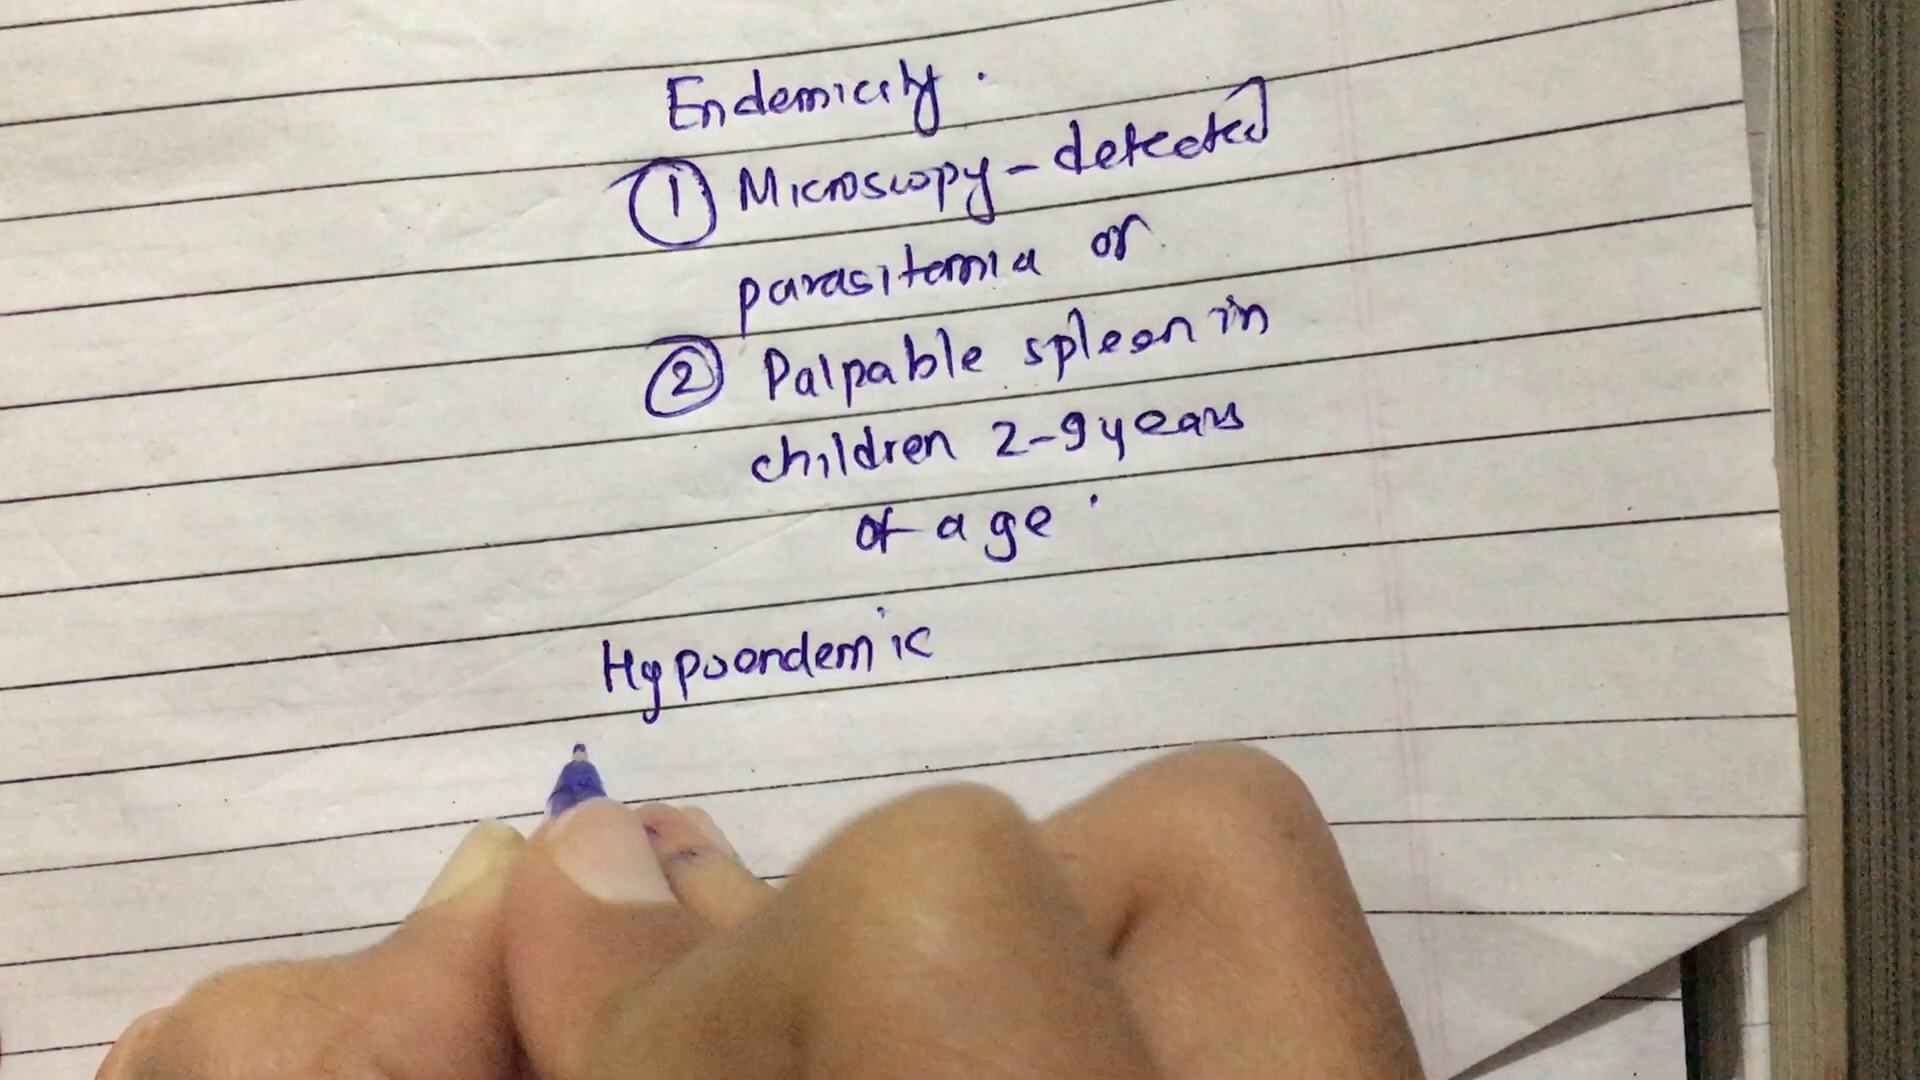 Endemicity.
① Microscopy-detected
parasitemia or
② Palpable spleen in
children 2-9 years
of age.
Hypoendemic